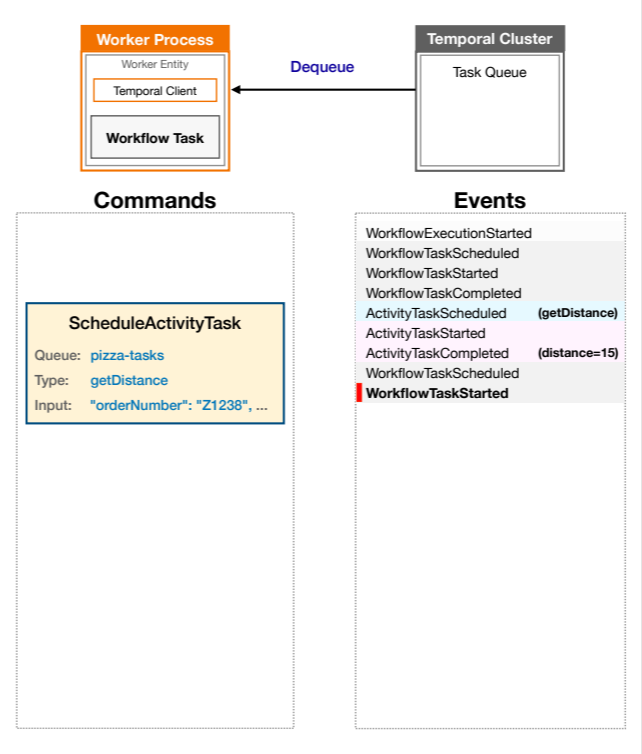 Worker Process
Worker Entity
Temporal Client
Workflow Task
Dequeue
Temporal Cluster
Task Queue
Commands
ScheduleActivityTask
Queue: pizza-tasks
Type: getDistance
Input: "orderNumber": "Z1238", ...
Events
WorkflowExecutionStarted
WorkflowTaskScheduled
WorkflowTaskStarted
WorkflowTaskCompleted
ActivityTaskScheduled (getDistance)
ActivityTaskStarted
ActivityTaskCompleted (distance=15)
WorkflowTaskScheduled
WorkflowTaskStarted